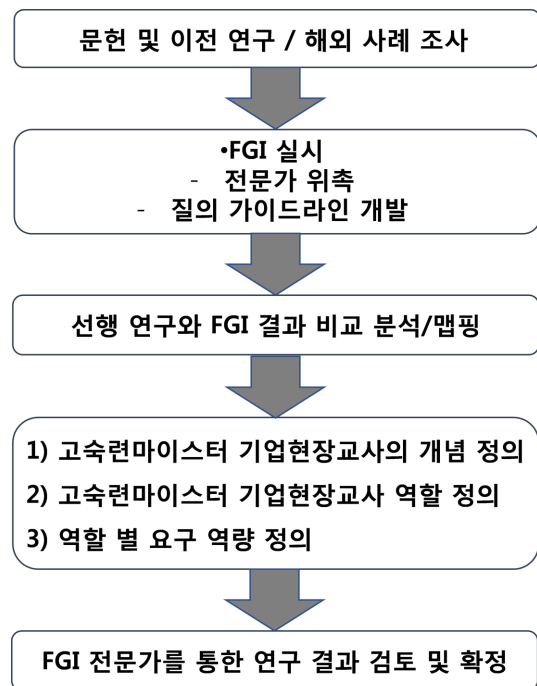 문헌 및 이전 연구 / 해외 사례 조사
•FGI 실시
- 전문가 위촉
- 질의 가이드라인 개발
선행 연구와 FGI 결과 비교 분석/맵핑
1) 고숙련마이스터 기업현장교사의 개념 정의
2) 고숙련마이스터 기업현장교사 역할 정의
3) 역할 별 요구 역량 정의
FGI 전문가를 통한 연구 결과 검토 및 확정